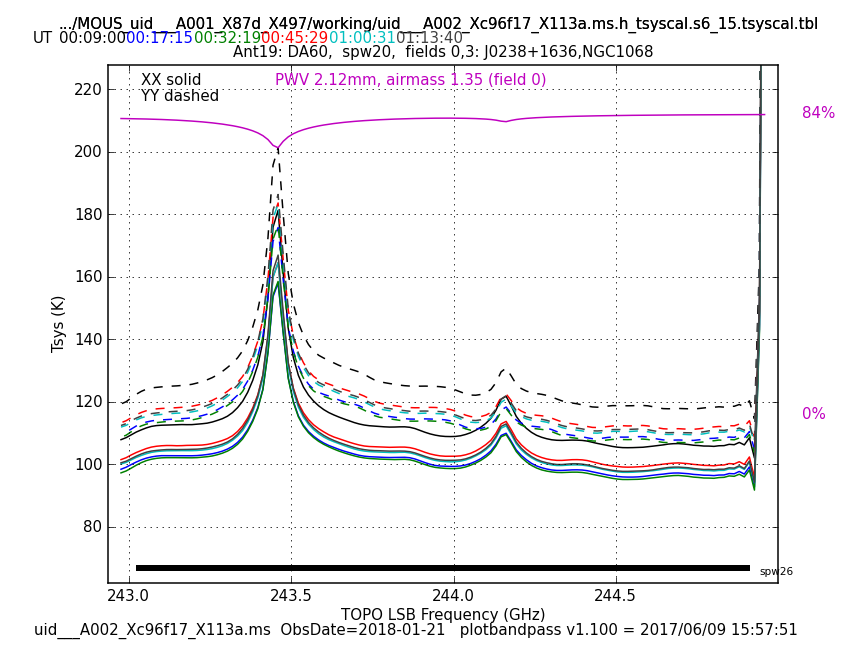 .../MOUS_uid___A001_X87d_X497/working/uid___A002_Xc96f17_X113a.ms.h_tsyscal.s6_15.tsyscal.tbl
UT 00:09:00 00:17:15 00:32:19 00:45:29 01:00:31 01:13:40
Ant19: DA60, spw20, fields 0,3: J0238+1636,NGC1068
XX solid PWV 2.12mm, airmass 1.35 (field 0)
YY dashed
84%
0%
220
200
180
160
140
120
100
80
Tsys (K)
spw26
243.0 243.5 244.0 244.5
TOPO LSB Frequency (GHz)
uid___A002_Xc96f17_X113a.ms ObsDate=2018-01-21 plotbandpass v1.100 = 2017/06/09 15:57:51